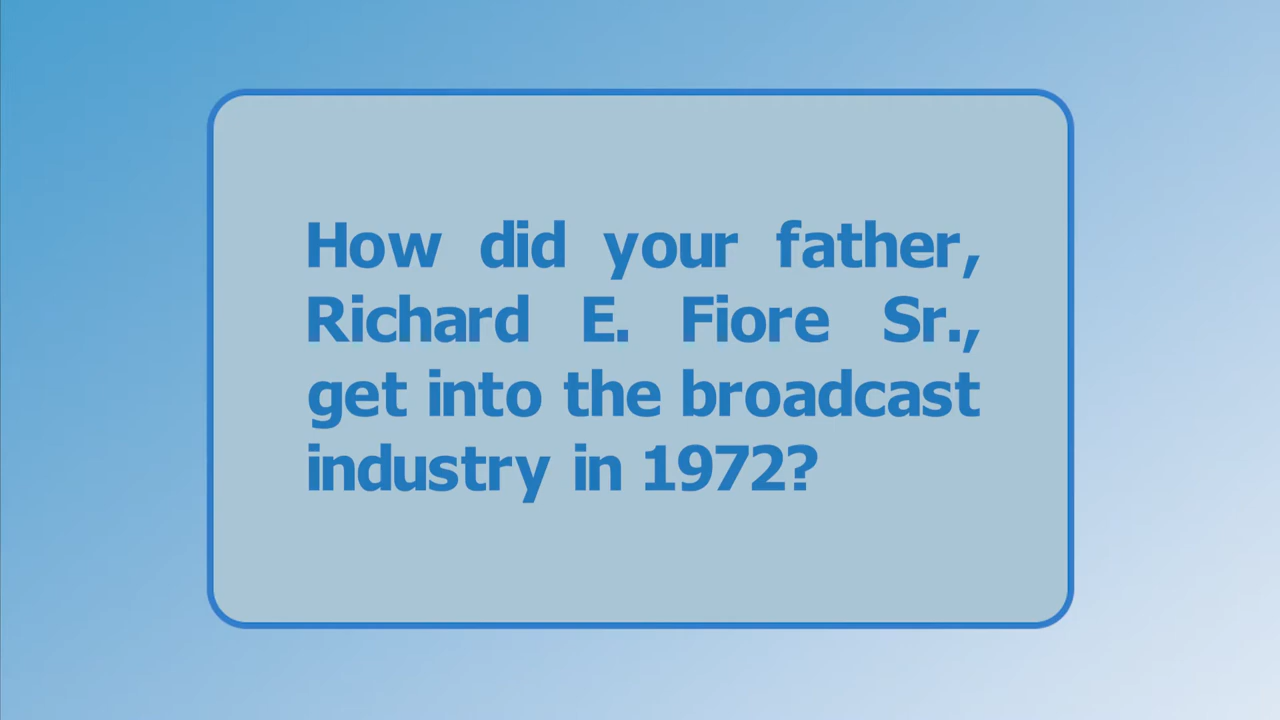 How did your father,
Richard E. Fiore Sr.,
get into the broadcast
industry in 1972?